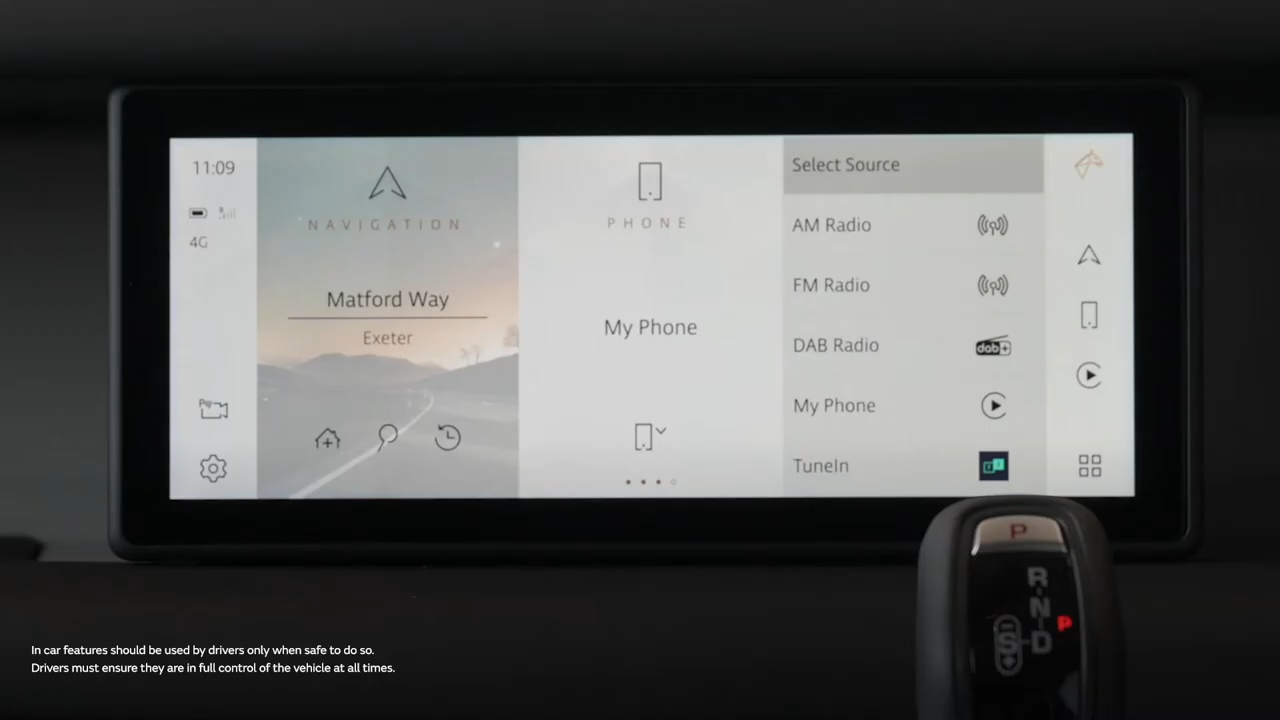 11:09
4G
NAVIGATION
Matford Way
Exeter
PHONE
My Phone
Select Source
AM Radio
FM Radio
DAB Radio
dab+
My Phone
TuneIn
P
R
N
P
S D
In car features should be used by drivers only when safe to do so.
Drivers must ensure they are in full control of the vehicle at all times.